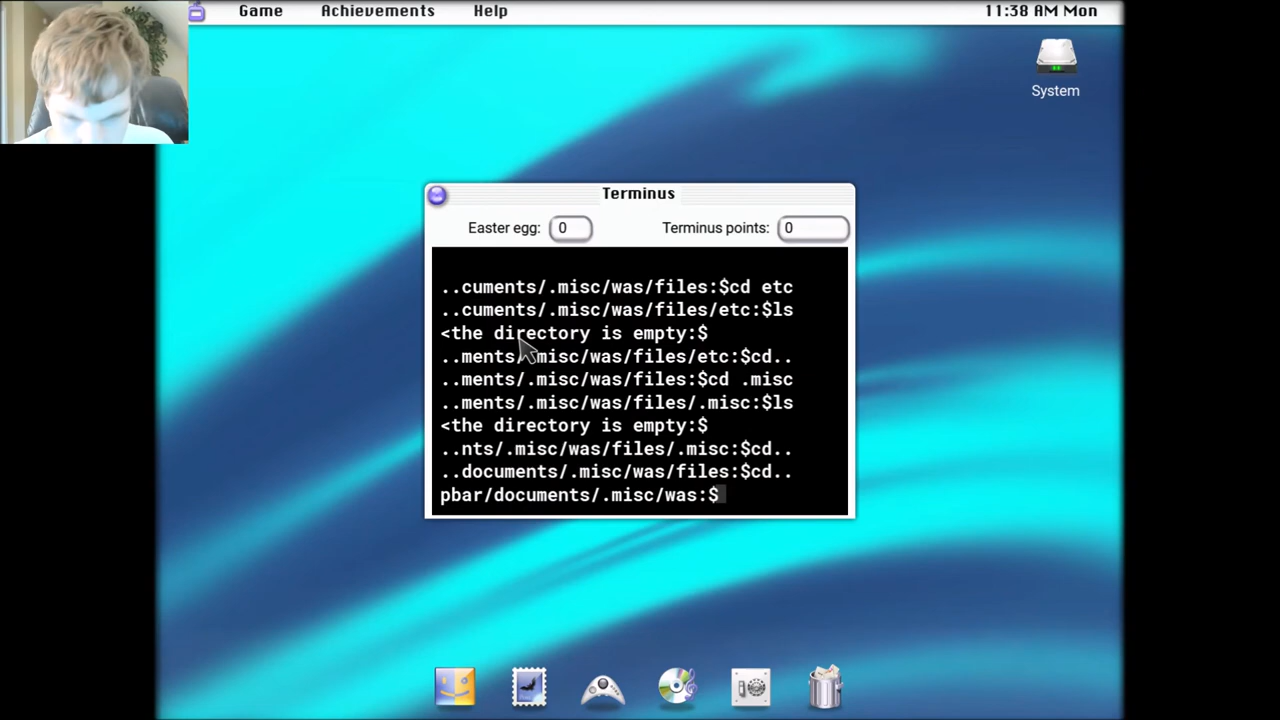 Game Achievements Help 11:38 AM Mon
System
Terminus
Easter egg: 0 Terminus points: 0
..cuments/.misc/was/files:$cd etc
..cuments/.misc/was/files/etc:$ls
<the directory is empty:$
..ments/.misc/was/files/etc:$cd..
..ments/.misc/was/files:$cd .misc
..ments/.misc/was/files/.misc:$ls
<the directory is empty:$
..nts/.misc/was/files/.misc:$cd..
..documents/.misc/was/files:$cd..
pbar/documents/.misc/was:$